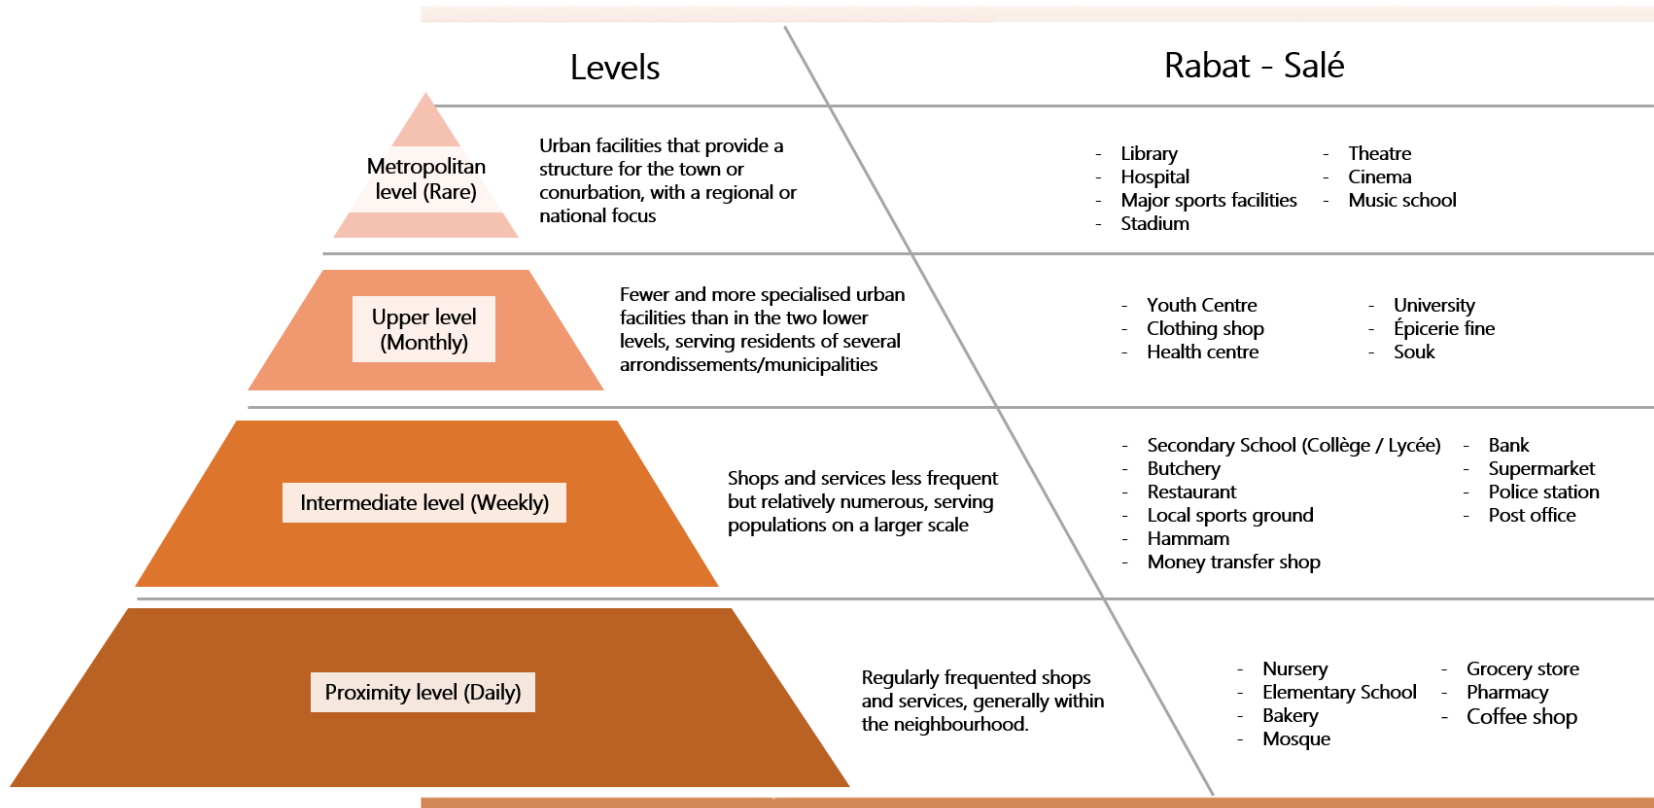 Levels
Rabat - Salé
Metropolitan
level (Rare)
Urban facilities that provide a
structure for the town or
conurbation, with a regional or
national focus
- Library
- Hospital
- Major sports facilities
- Stadium
- Theatre
- Cinema
- Music school
Upper level
(Monthly)
Fewer and more specialised urban
facilities than in the two lower
levels, serving residents of several
arrondissements/municipalities
- Youth Centre
- Clothing shop
- Health centre
- University
- Épicerie fine
- Souk
Intermediate level (Weekly)
Shops and services less frequent
but relatively numerous, serving
populations on a larger scale
- Secondary School (Collège / Lycée)
- Butchery
- Restaurant
- Local sports ground
- Hammam
- Money transfer shop
- Bank
- Supermarket
- Police station
- Post office
Proximity level (Daily)
Regularly frequented shops
and services, generally within
the neighbourhood.
- Nursery
- Elementary School
- Bakery
- Mosque
- Grocery store
- Pharmacy
- Coffee shop